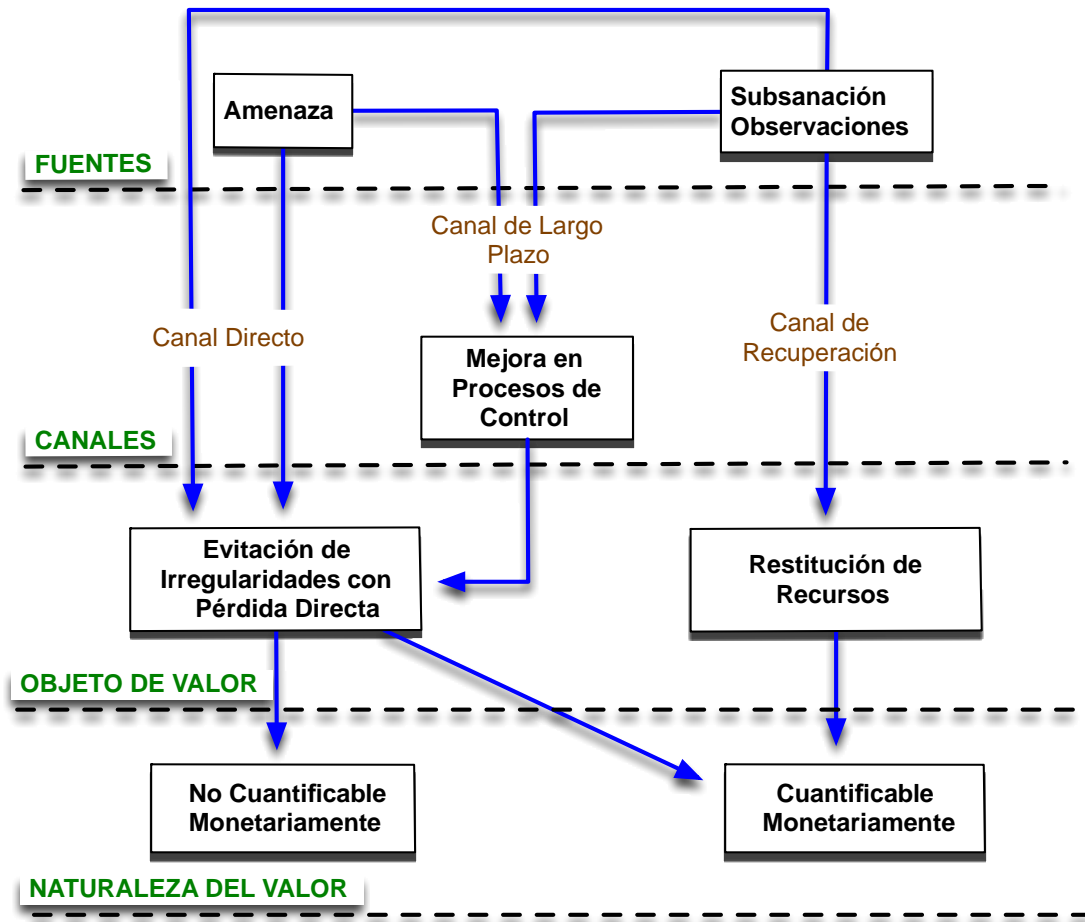 Amenaza
Subsanación
Observaciones
FUENTES
Canal de Largo
Plazo
Canal Directo
Canal de
Recuperación
Mejora en
Procesos de
Control
CANALES
Evitación de
Irregularidades con
Pérdida Directa
Restitución de
Recursos
OBJETO DE VALOR
No Cuantificable
Monetariamente
Cuantificable
Monetariamente
NATURALEZA DEL VALOR